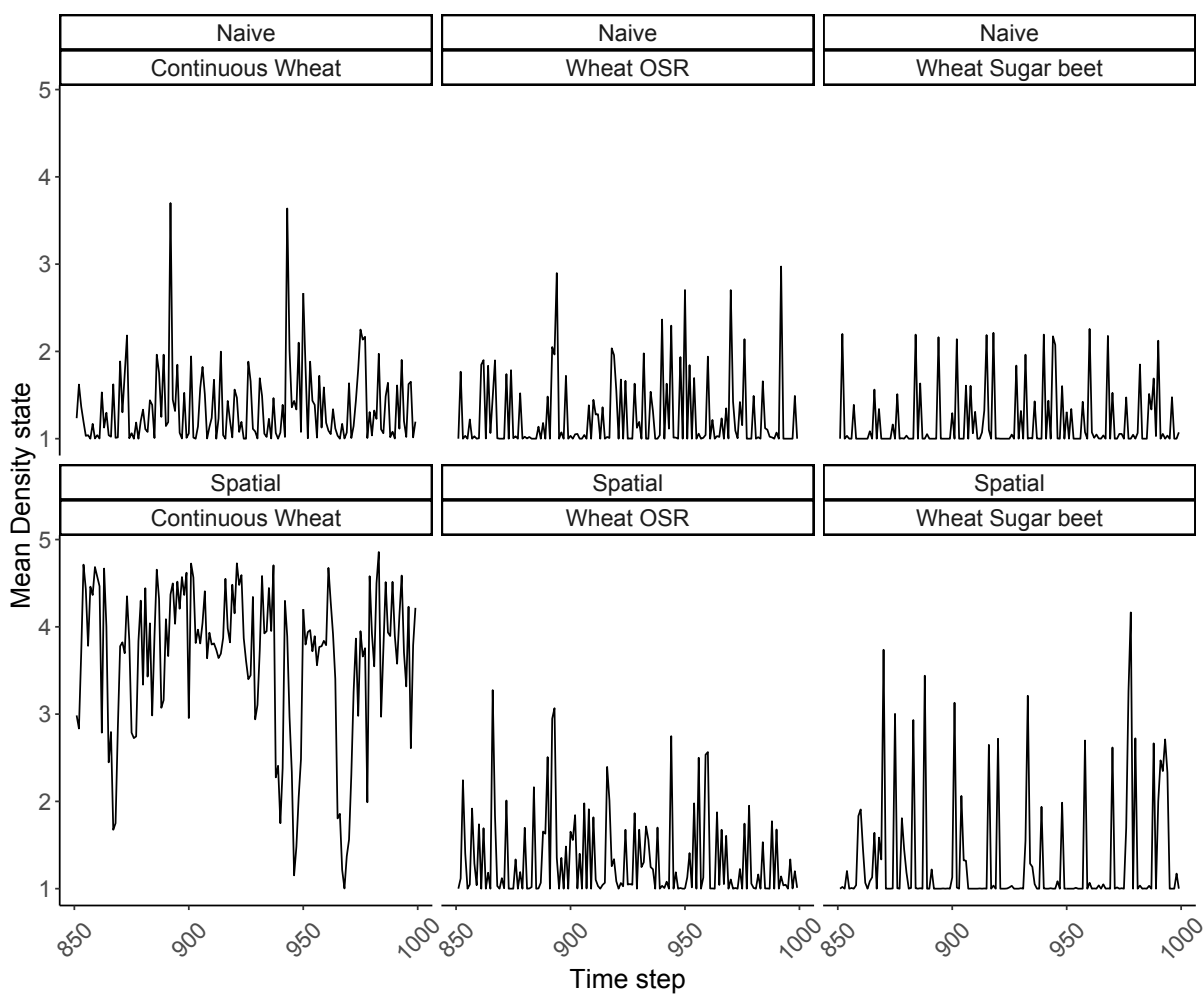 Naive
Naive
Naive
Continuous Wheat
Wheat OSR
Wheat Sugar beet
5
4
3
2
1
Mean Density state
Spatial
Spatial
Spatial
Continuous Wheat
Wheat OSR
Wheat Sugar beet
5
4
3
2
1
850
900
950
1000
850
900
950
1000
850
900
950
1000
Time step